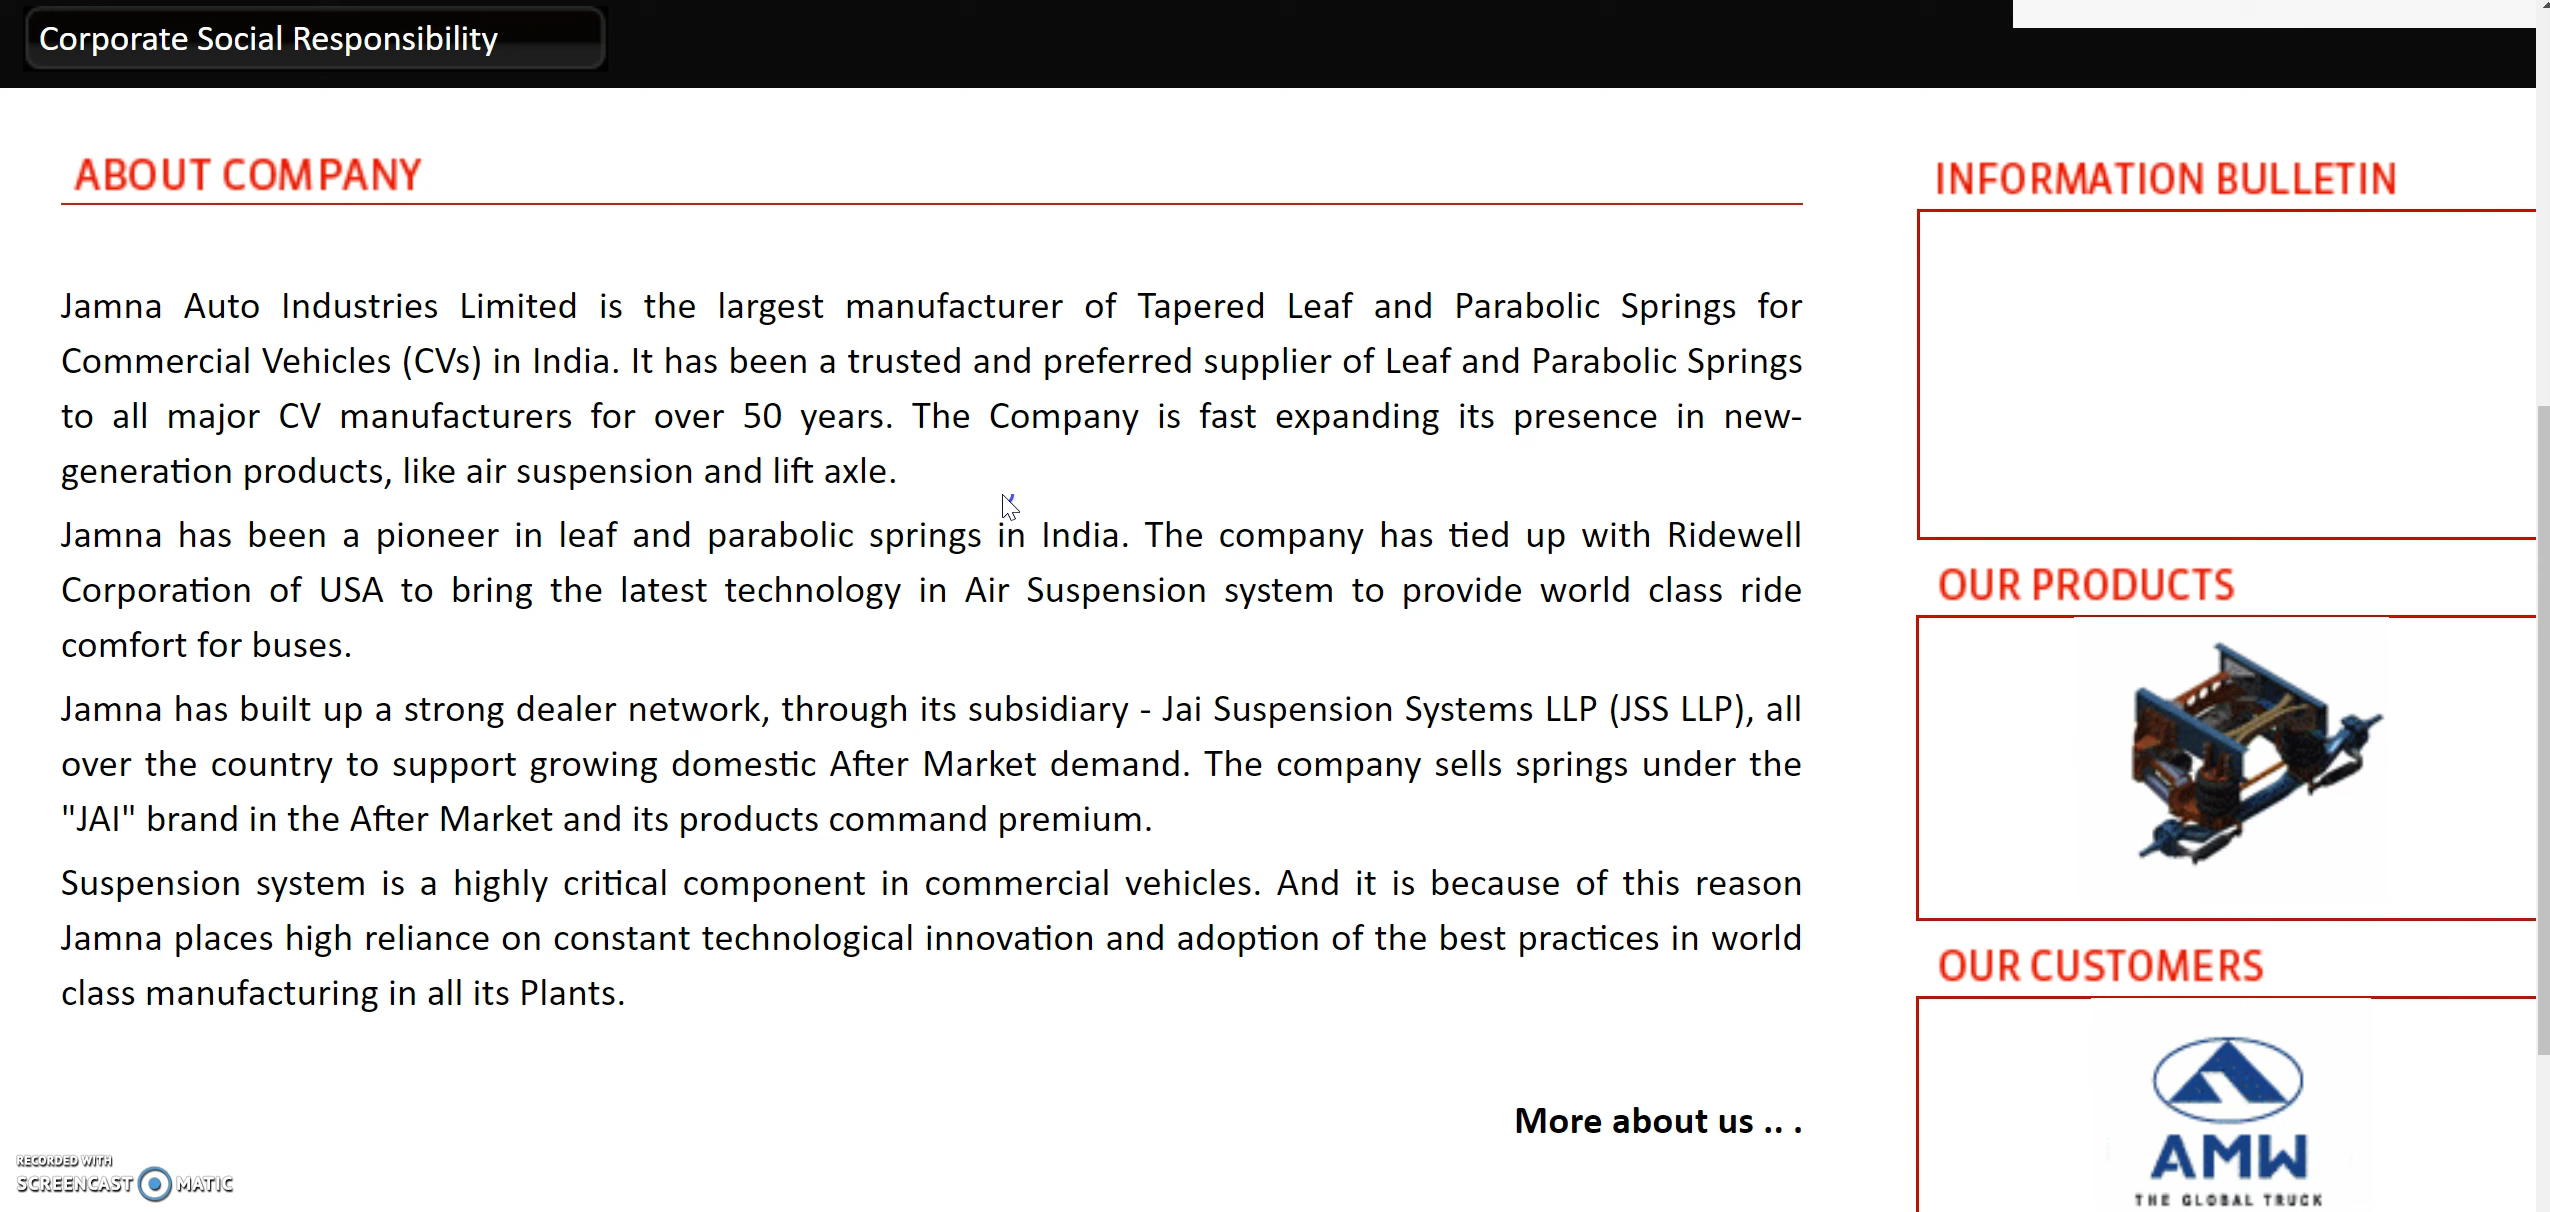 Corporate Social Responsibility
ABOUT COMPANY
Jamna Auto Industries Limited is the largest manufacturer of Tapered Leaf and Parabolic Springs for
Commercial Vehicles (CVs) in India. It has been a trusted and preferred supplier of Leaf and Parabolic Springs
to all major CV manufacturers for over 50 years. The Company is fast expanding its presence in new-
generation products, like air suspension and lift axle.
Jamna has been a pioneer in leaf and parabolic springs in India. The company has tied up with Ridewell
Corporation of USA to bring the latest technology in Air Suspension system to provide world class ride
comfort for buses.
Jamna has built up a strong dealer network, through its subsidiary - Jai Suspension Systems LLP (JSS LLP), all
over the country to support growing domestic After Market demand. The company sells springs under the
"JAI" brand in the After Market and its products command premium.
Suspension system is a highly critical component in commercial vehicles. And it is because of this reason
Jamna places high reliance on constant technological innovation and adoption of the best practices in world
class manufacturing in all its Plants.
More about us .. .
INFORMATION BULLETIN
OUR PRODUCTS
OUR CUSTOMERS
AMW
THE GLOBAL TRUCK
RECORDED WITH
SCREENCAST MATIC